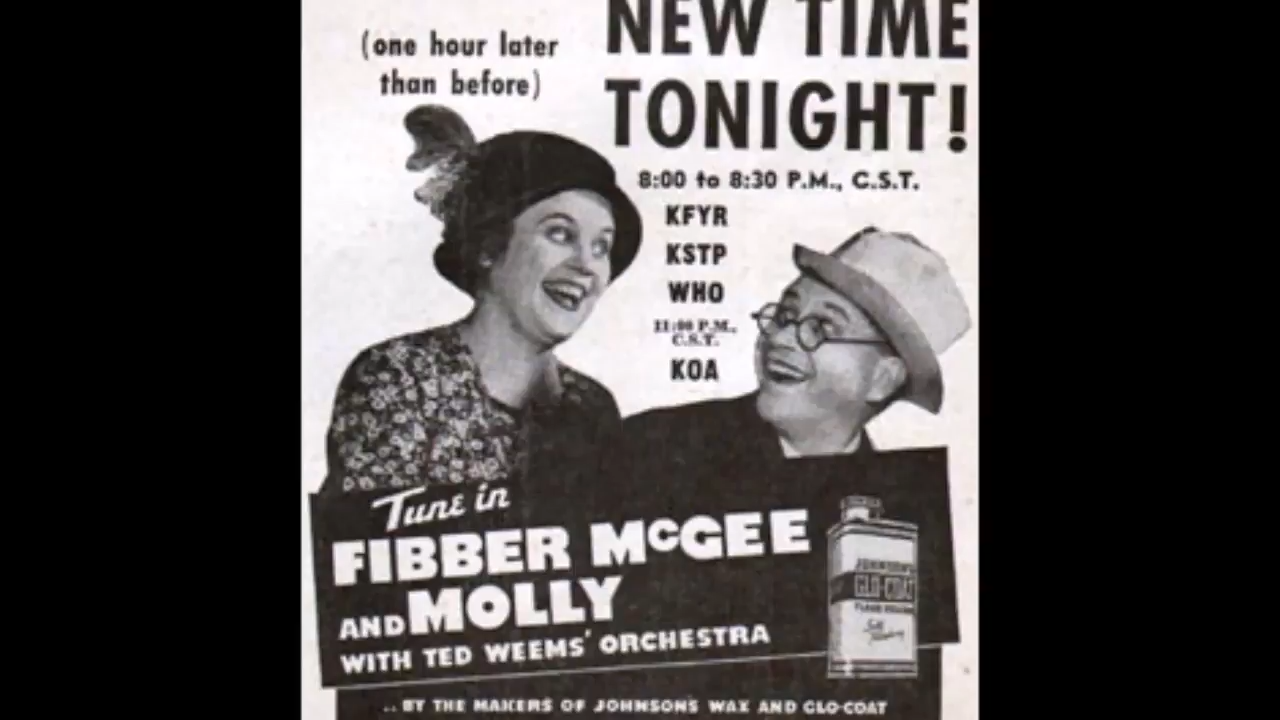 (one hour later
than before)
NEW TIME
TONIGHT!
8:00 to 8:30 P.M., C.S.T.
KFYR
KSTP
WHO
11:00 P.M.,
C.S.T.
KOA
Tune in
FIBBER McGEE
AND MOLLY
WITH TED WEEMS' ORCHESTRA
JOHNSON'S
GLO-COAT
..BY THE MAKERS OF JOHNSON'S WAX AND GLO-COAT